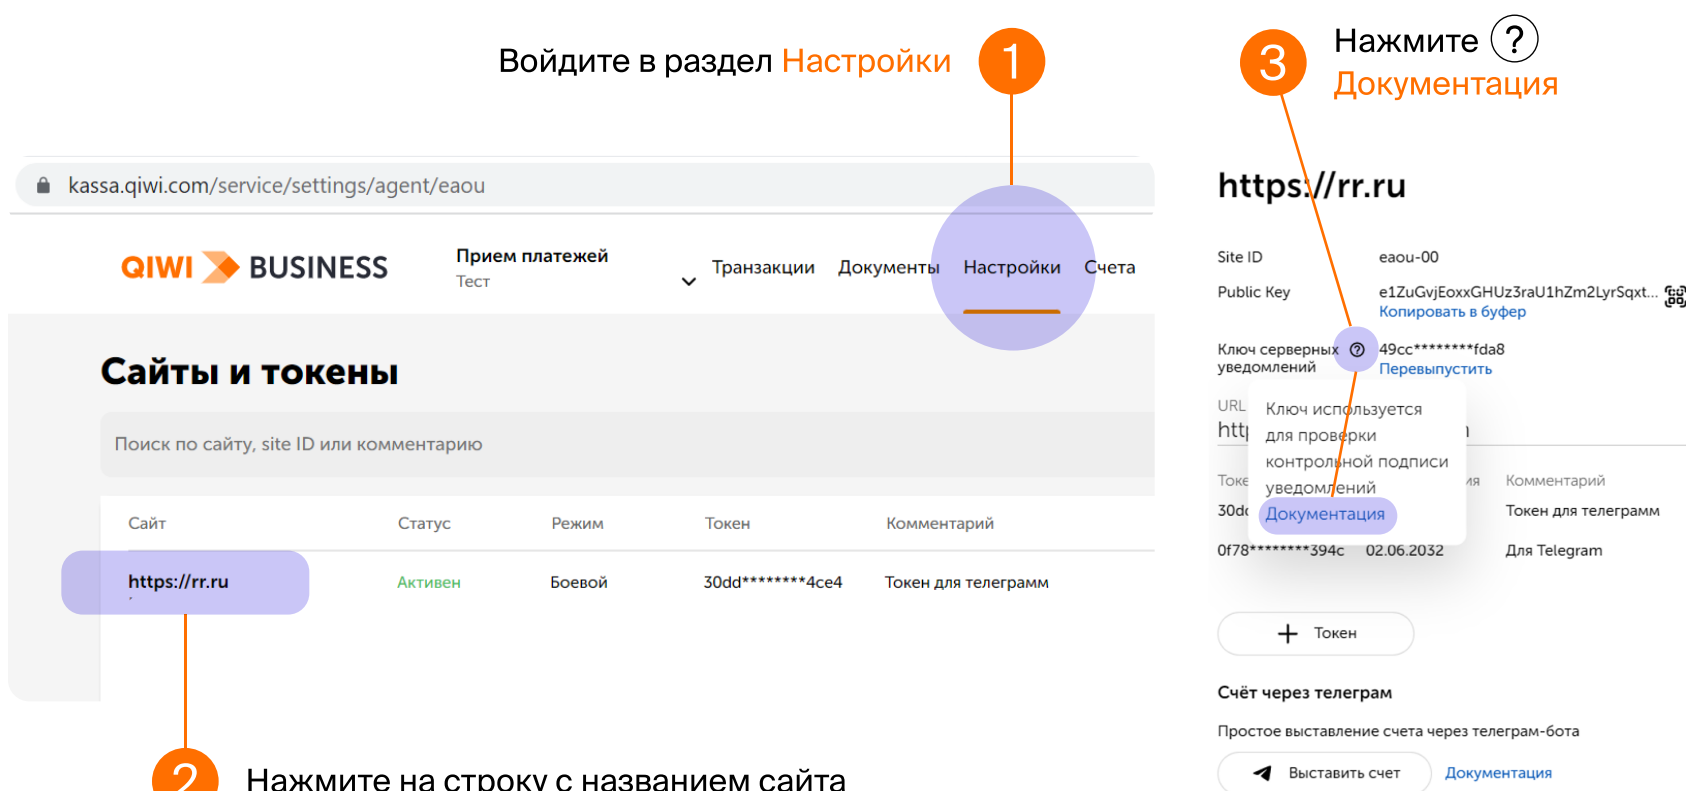 Войдите в раздел Настройки
1
kassa.qiwi.com/service/settings/agent/eaou
QIWI BUSINESS
Прием платежей
Тест
Транзакции Документы Настройки Счета
Сайты и токены
Поиск по сайту, site ID или комментарию
Сайт Статус Режим Токен Комментарий
https://rr.ru Активен Боевой 30dd********4ce4 Токен для телеграмм
2
Нажмите на строку с названием сайта
3
Нажмите ?
Документация
https://rr.ru
Site ID eaou-00
Public Key e1ZuGvjEoxxGHUz3raU1hZm2LyrSqxt...
Копировать в буфер
Ключ серверных ? 49cc********fda8
уведомлений Перевыпустить
URL
Ключ используется
для проверки
контрольной подписи
уведомлений
Документация
Комментарий
Токен для телеграмм
0f78********394c 02.06.2032 Для Telegram
+ Токен
Счёт через телеграм
Простое выставление счета через телеграм-бота
Выставить счет Документация